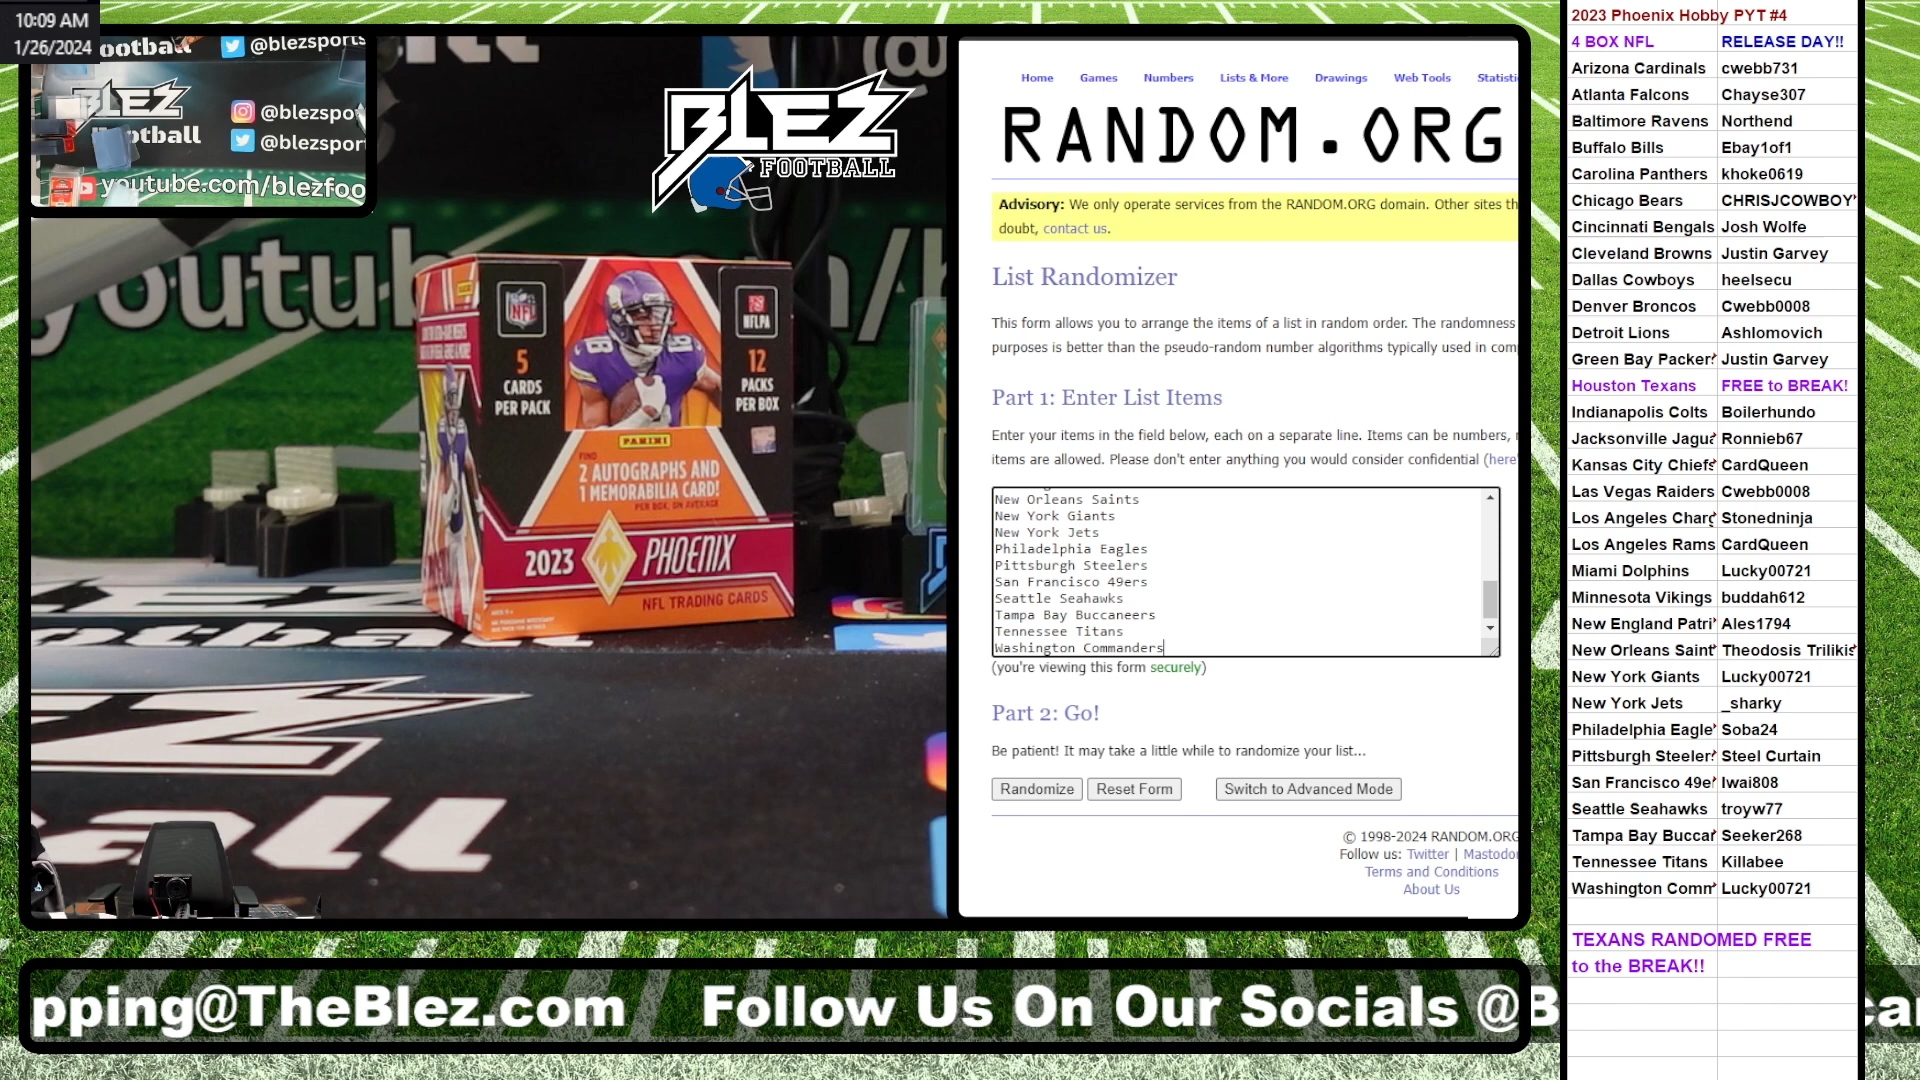 10:09 AM
1/26/2024
ootball @blezsports
BLEZ
ootball
@blezspo
@blezspor
youtube.com/blezfoo
BLEZ
FOOTBALL
youtub
NFL
5
CARDS
PER PACK
NFLPA
12
PACKS
PER BOX
PANINI
FIND
2 AUTOGRAPHS AND
1 MEMORABILIA CARD!
PER BOX, ON AVERAGE
2023 PHOENIX
NFL TRADING CARDS
Home Games Numbers Lists & More Drawings Web Tools Statisti
RANDOM.ORG
Advisory: We only operate services from the RANDOM.ORG domain. Other sites th
doubt, contact us.
List Randomizer
This form allows you to arrange the items of a list in random order. The randomness
purposes is better than the pseudo-random number algorithms typically used in com
Part 1: Enter List Items
Enter your items in the field below, each on a separate line. Items can be numbers,
items are allowed. Please don't enter anything you would consider confidential (here'
New Orleans Saints
New York Giants
New York Jets
Philadelphia Eagles
Pittsburgh Steelers
San Francisco 49ers
Seattle Seahawks
Tampa Bay Buccaneers
Tennessee Titans
Washington Commanders
(you're viewing this form securely)
Part 2: Go!
Be patient! It may take a little while to randomize your list...
Randomize Reset Form Switch to Advanced Mode
© 1998-2024 RANDOM.ORG
Follow us: Twitter | Mastodo
Terms and Conditions
About Us
2023 Phoenix Hobby PYT #4
4 BOX NFL RELEASE DAY!!
Arizona Cardinals cwebb731
Atlanta Falcons Chayse307
Baltimore Ravens Northend
Buffalo Bills Ebay1of1
Carolina Panthers khoke0619
Chicago Bears CHRISJCOWBOY
Cincinnati Bengals Josh Wolfe
Cleveland Browns Justin Garvey
Dallas Cowboys heelsecu
Denver Broncos Cwebb0008
Detroit Lions Ashlomovich
Green Bay Packer Justin Garvey
Houston Texans FREE to BREAK!
Indianapolis Colts Boilerhundo
Jacksonville Jagu Ronnieb67
Kansas City Chiefs CardQueen
Las Vegas Raiders Cwebb0008
Los Angeles Charg Stonedninja
Los Angeles Rams CardQueen
Miami Dolphins Lucky00721
Minnesota Vikings buddah612
New England Patri Ales1794
New Orleans Saint Theodosis Trilikis
New York Giants Lucky00721
New York Jets _sharky
Philadelphia Eagle Soba24
Pittsburgh Steeler Steel Curtain
San Francisco 49e Iwai808
Seattle Seahawks troyw77
Tampa Bay Buccar Seeker268
Tennessee Titans Killabee
Washington Comm Lucky00721
TEXANS RANDOMED FREE
to the BREAK!!
pping@TheBlez.com Follow Us On Our Socials @B